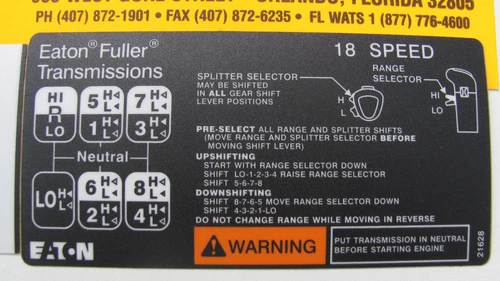 ORLANDO, FLORIDA 32805
PH (407) 872-1901 • FAX (407) 872-6235 • FL WATS 1 (877) 776-4600
Eaton® Fuller®
Transmissions
18 SPEED
SPLITTER SELECTOR
MAY BE SHIFTED
IN ALL GEAR SHIFT
LEVER POSITIONS
H
L
RANGE
SELECTOR
HI
LO
HI
R
LO
5 H
L
1 H
L
7 H
L
3 H
L
Neutral
LO H
L
6 H
L
2 H
L
8 H
L
4 H
L
PRE-SELECT ALL RANGE AND SPLITTER SHIFTS
(MOVE RANGE AND SPLITTER SELECTOR BEFORE
MOVING SHIFT LEVER)
UPSHIFTING
START WITH RANGE SELECTOR DOWN
SHIFT LO-1-2-3-4 RAISE RANGE SELECTOR
SHIFT 5-6-7-8
DOWNSHIFTING
SHIFT 8-7-6-5 MOVE RANGE SELECTOR DOWN
SHIFT 4-3-2-1-LO
DO NOT CHANGE RANGE WHILE MOVING IN REVERSE
EATON
WARNING
PUT TRANSMISSION IN NEUTRAL
BEFORE STARTING ENGINE
21628